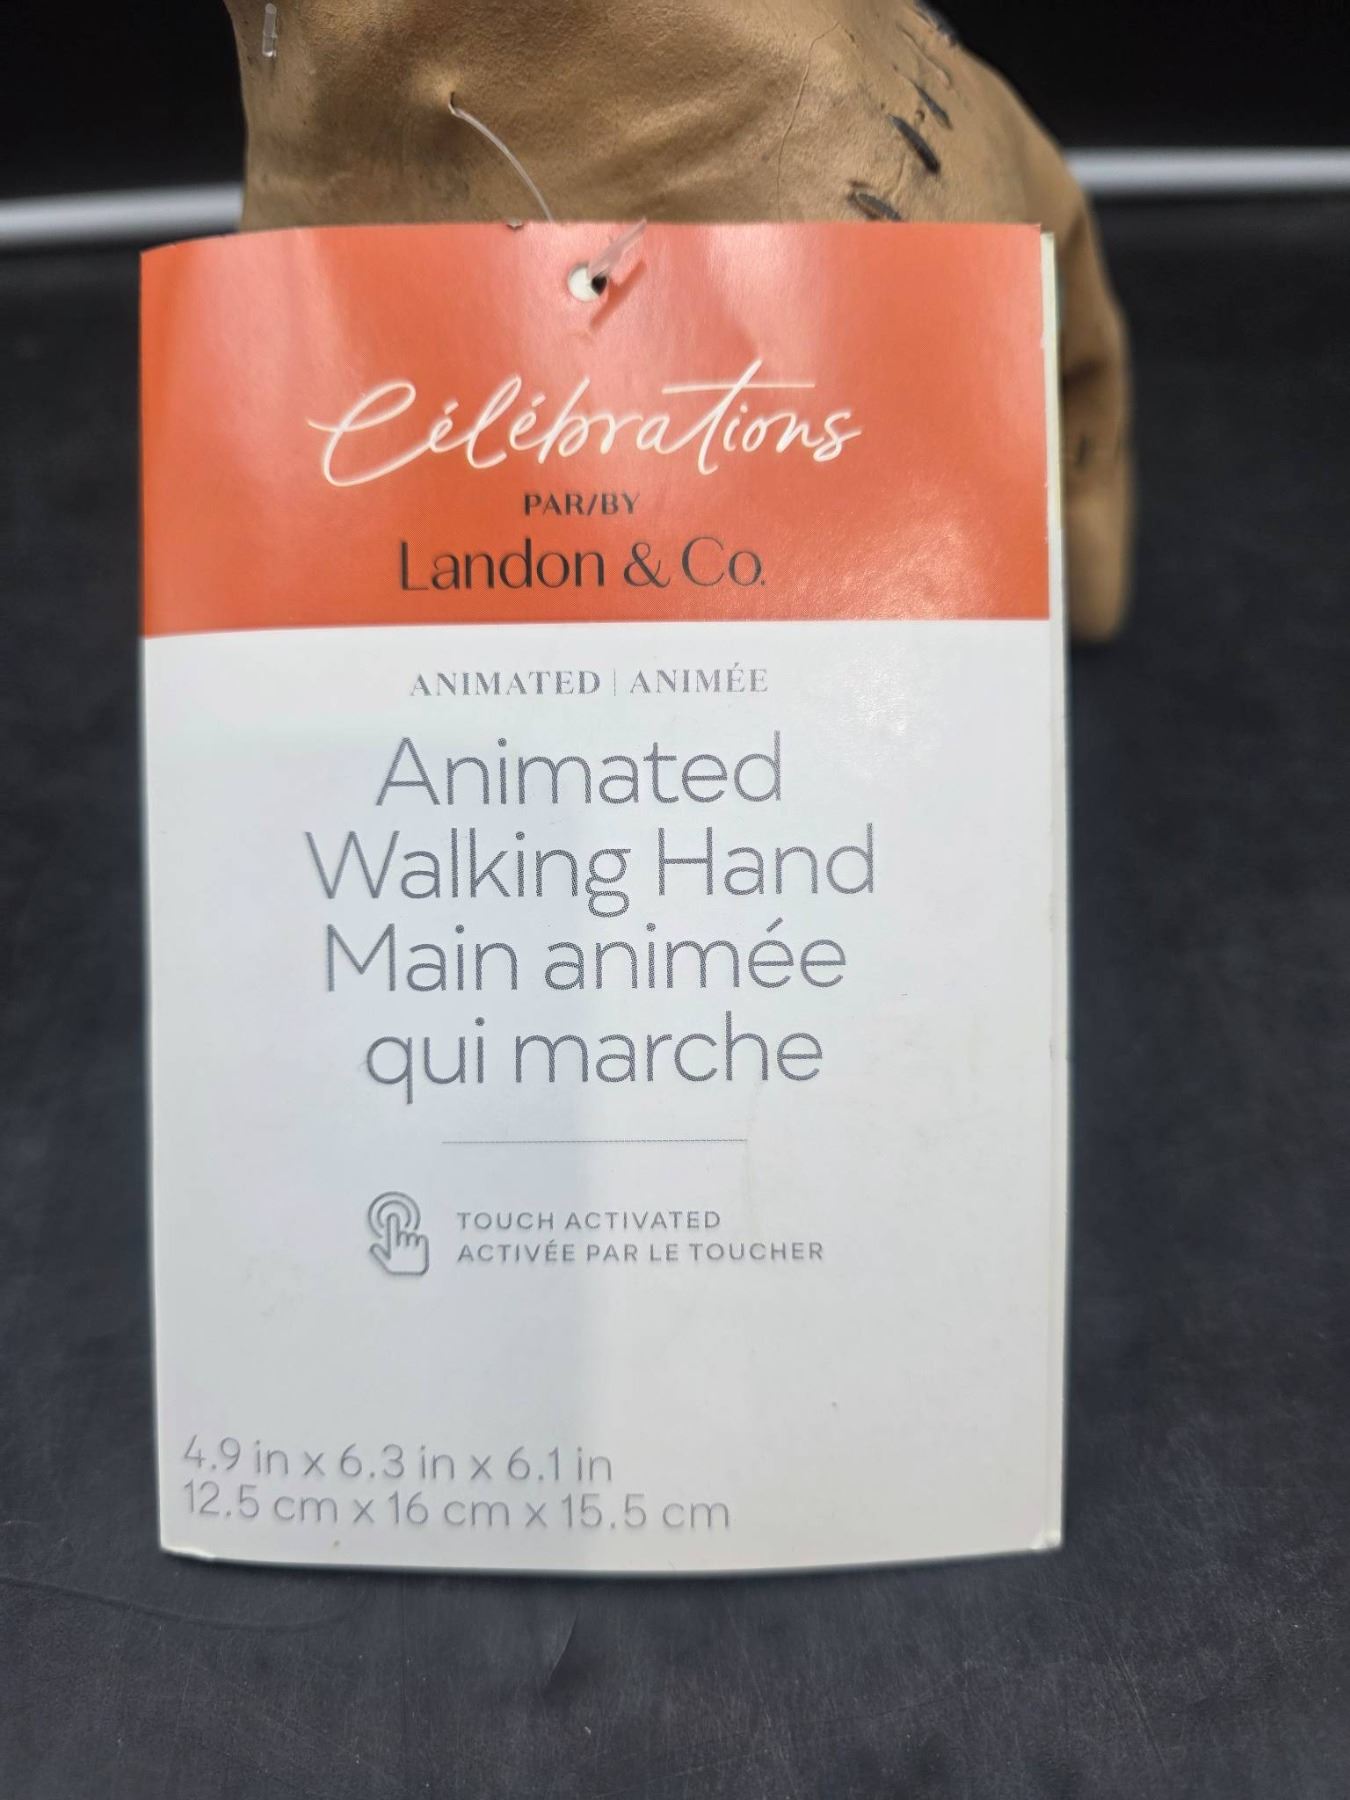 Célébrations
PAR/BY
Landon & Co.
ANIMATED | ANIMÉE
Animated
Walking Hand
Main animée
qui marche
TOUCH ACTIVATED
ACTIVÉE PAR LE TOUCHER
4.9 in x 6.3 in x 6.1 in
12.5 cm x 16 cm x 15.5 cm